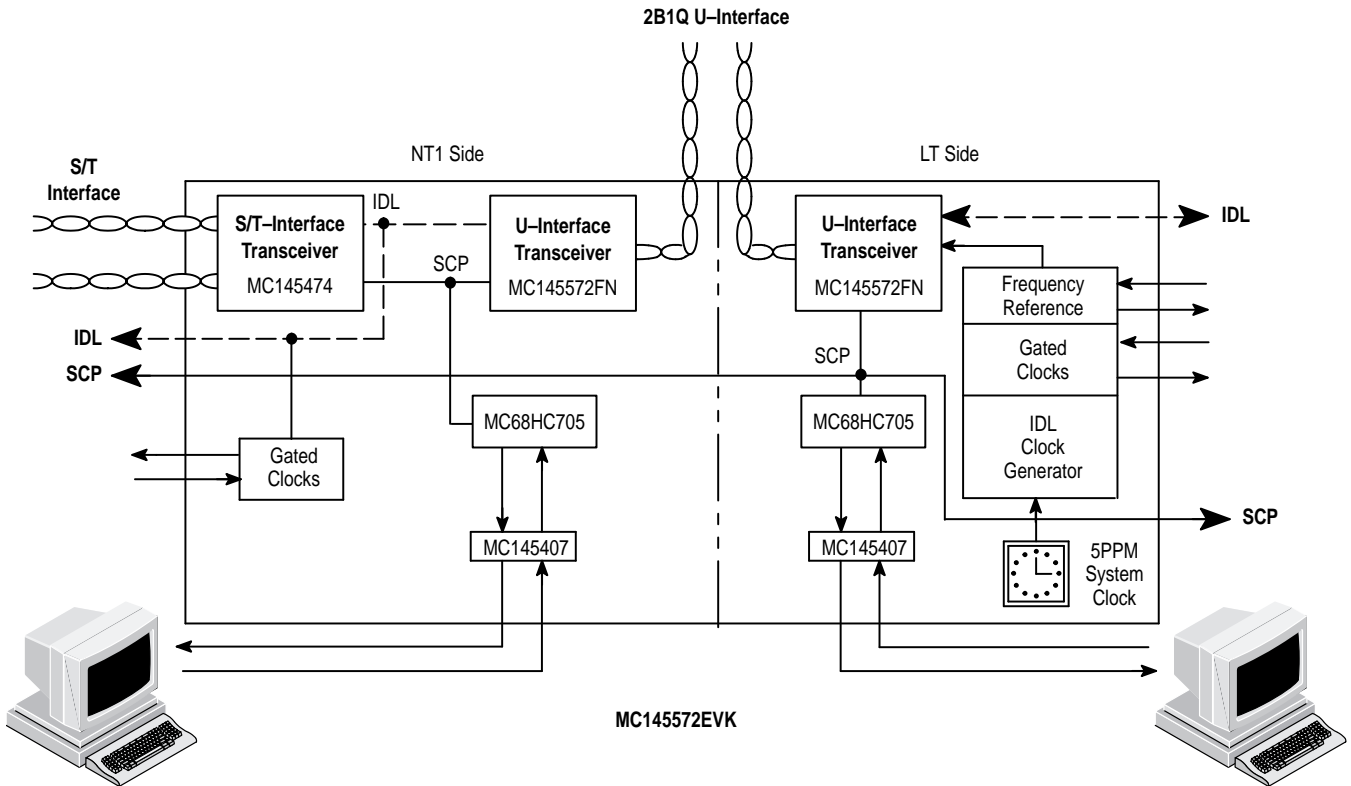 2B1Q U–Interface
NT1 Side
LT Side
S/T
Interface
IDL
S/T–Interface
Transceiver
MC145474
SCP
U–Interface
Transceiver
MC145572FN
U–Interface
Transceiver
MC145572FN
IDL
Frequency
Reference
Gated
Clocks
IDL
Clock
Generator
IDL
SCP
SCP
MC68HC705
MC68HC705
Gated
Clocks
MC145407
MC145407
5PPM
System
Clock
SCP
MC145572EVK